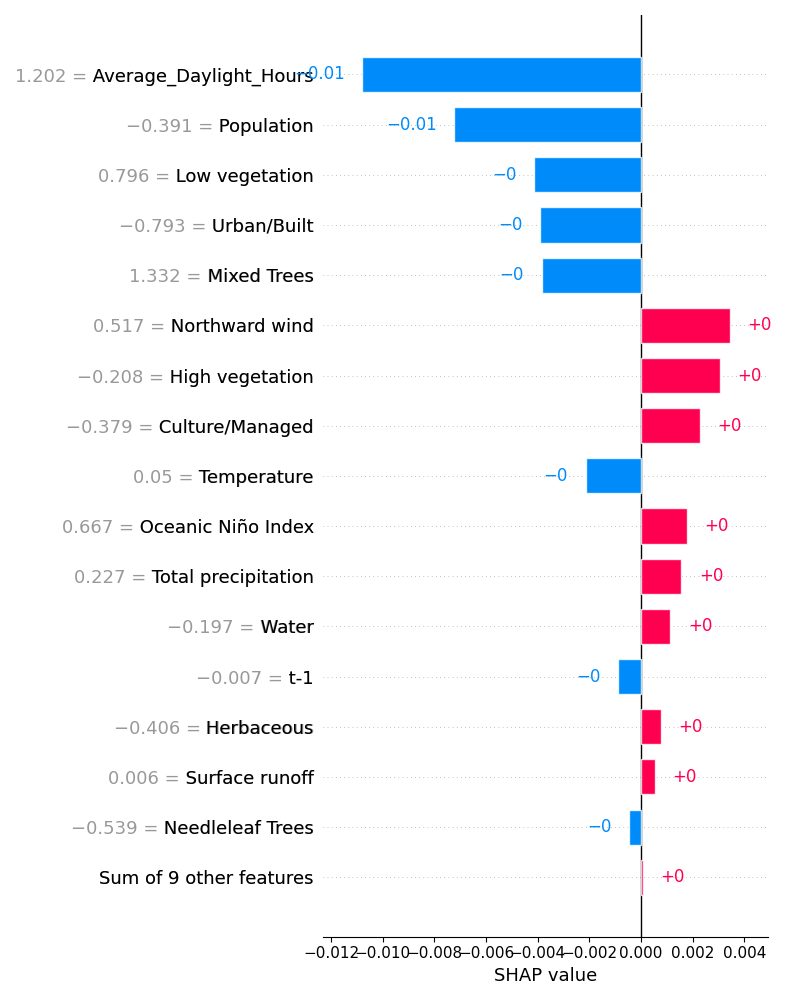 1.202 = Average_Daylight_Hours −0.01
−0.391 = Population −0.01
0.796 = Low vegetation −0
−0.793 = Urban/Built −0
1.332 = Mixed Trees −0
0.517 = Northward wind +0
−0.208 = High vegetation +0
−0.379 = Culture/Managed +0
0.05 = Temperature −0
0.667 = Oceanic Niño Index +0
0.227 = Total precipitation +0
−0.197 = Water +0
−0.007 = t-1 −0
−0.406 = Herbaceous +0
0.006 = Surface runoff +0
−0.539 = Needleleaf Trees −0
Sum of 9 other features +0
−0.012 −0.010 −0.008 −0.006 −0.004 −0.002 0.000 0.002 0.004
SHAP value